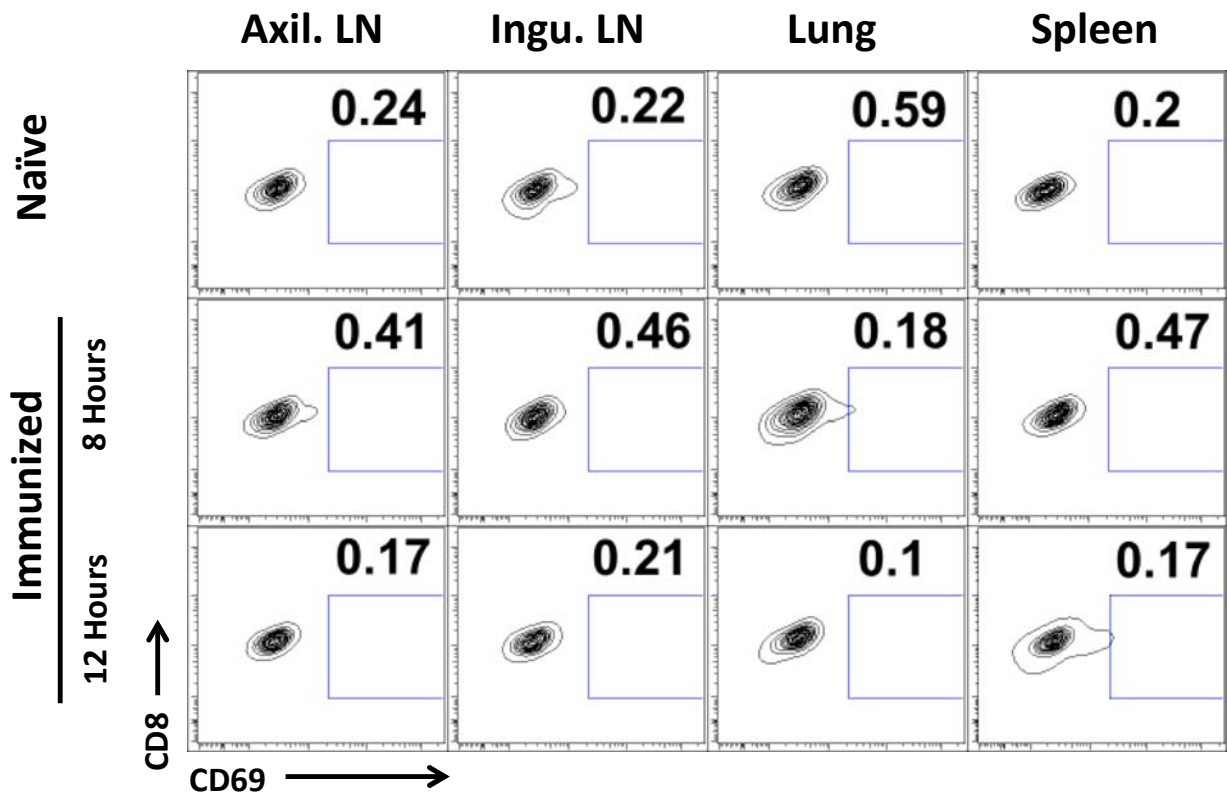 Axil. LN Ingu. LN Lung Spleen
Naïve
0.24 0.22 0.59 0.2
Immunized
8 Hours
0.41 0.46 0.18 0.47
12 Hours
0.17 0.21 0.1 0.17
CD8
CD69